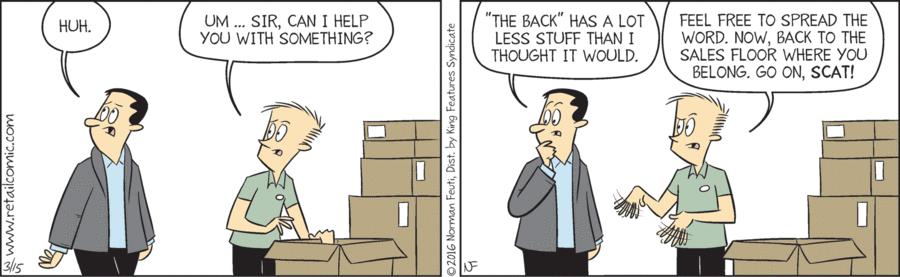 HUH.
UM ... SIR, CAN I HELP
YOU WITH SOMETHING?
www.retailcomic.com
3/15
"THE BACK" HAS A LOT
LESS STUFF THAN I
THOUGHT IT WOULD.
FEEL FREE TO SPREAD THE
WORD. NOW, BACK TO THE
SALES FLOOR WHERE YOU
BELONG. GO ON, SCAT!
©2016 Norman Feuti, Dist. by King Features Syndicate
NF